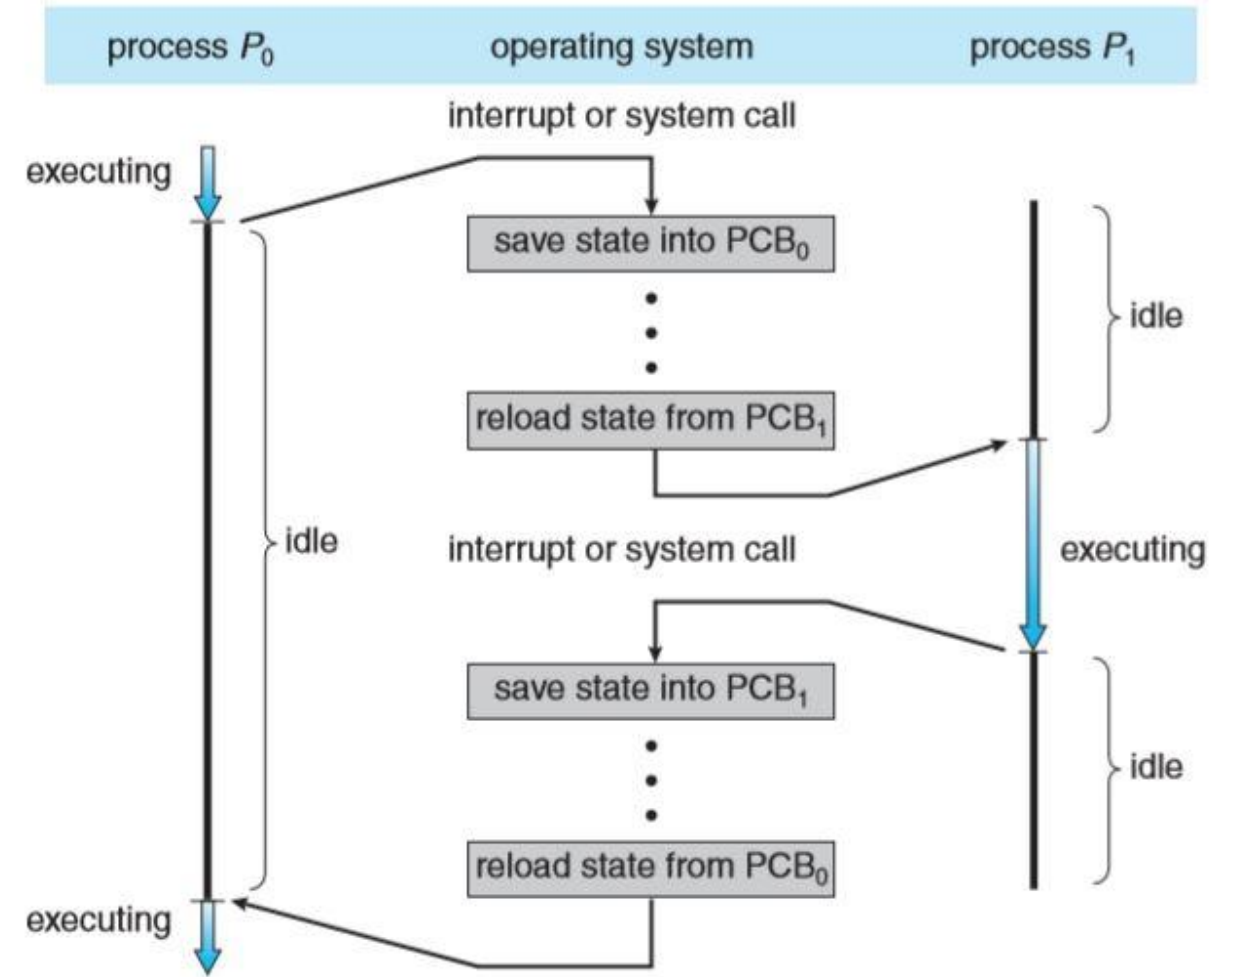 process P₀ operating system process P₁
interrupt or system call
executing
save state into PCB₀
idle
reload state from PCB₁
idle
interrupt or system call
executing
save state into PCB₁
idle
reload state from PCB₀
executing